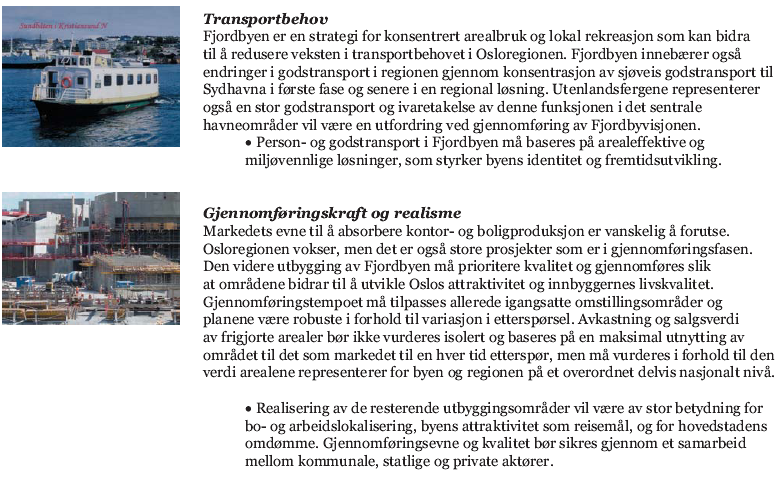 Sundbåten i Kristiansund N
Transportbehov
Fjordbyen er en strategi for konsentrert arealbruk og lokal rekreasjon som kan bidra
til å redusere veksten i transportbehovet i Osloregionen. Fjordbyen innebærer også
endringer i godstransport i regionen gjennom konsentrasjon av sjøveis godstransport til
Sydhavna i første fase og senere i en regional løsning. Utenlandsfergene representerer
også en stor godstransport og ivaretakelse av denne funksjonen i det sentrale
havneområder vil være en utfordring ved gjennomføring av Fjordbyvisjonen.
• Person- og godstransport i Fjordbyen må baseres på arealeffektive og
miljøvennlige løsninger, som styrker byens identitet og fremtidsutvikling.
Gjennomføringskraft og realisme
Markedets evne til å absorbere kontor- og boligproduksjon er vanskelig å forutse.
Osloregionen vokser, men det er også store prosjekter som er i gjennomføringsfasen.
Den videre utbygging av Fjordbyen må prioritere kvalitet og gjennomføres slik
at områdene bidrar til å utvikle Oslos attraktivitet og innbyggernes livskvalitet.
Gjennomføringstempoet må tilpasses allerede igangsatte omstillingsområder og
planene være robuste i forhold til variasjon i etterspørsel. Avkastning og salgsverdi
av frigjorte arealer bør ikke vurderes isolert og baseres på en maksimal utnytting av
området til det som markedet til en hver tid etterspør, men må vurderes i forhold til den
verdi arealene representerer for byen og regionen på et overordnet delvis nasjonalt nivå.
• Realisering av de resterende utbyggingsområder vil være av stor betydning for
bo- og arbeidslokalisering, byens attraktivitet som reisemål, og for hovedstadens
omdømme. Gjennomføringsevne og kvalitet bør sikres gjennom et samarbeid
mellom kommunale, statlige og private aktører.